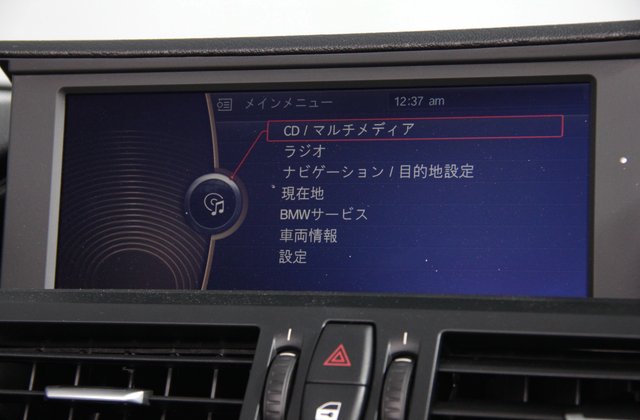 メインメニュー 12:37 am
CD / マルチメディア
ラジオ
ナビゲーション / 目的地設定
現在地
BMWサービス
車両情報
設定